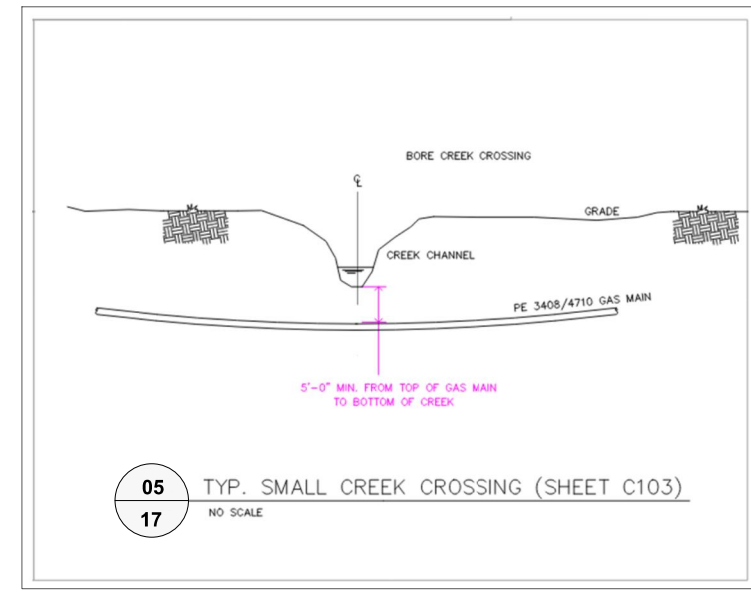 BORE CREEK CROSSING
℄
GRADE
CREEK CHANNEL
PE 3408/4710 GAS MAIN
5'-0" MIN. FROM TOP OF GAS MAIN
TO BOTTOM OF CREEK
05
17
TYP. SMALL CREEK CROSSING (SHEET C103)
NO SCALE